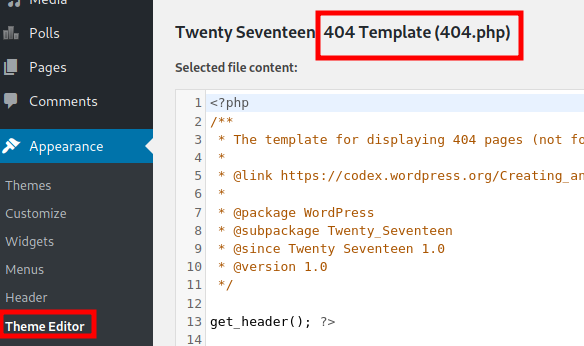 Polls
Pages
Comments
Appearance
Themes
Customize
Widgets
Menus
Header
Theme Editor
Twenty Seventeen: 404 Template (404.php)
Selected file content:
1 <?php
2 /**
3 * The template for displaying 404 pages (not fo
4 *
5 * @link https://codex.wordpress.org/Creating_an
6 *
7 * @package WordPress
8 * @subpackage Twenty_Seventeen
9 * @since Twenty Seventeen 1.0
10 * @version 1.0
11 */
12
13 get_header(); ?>
14